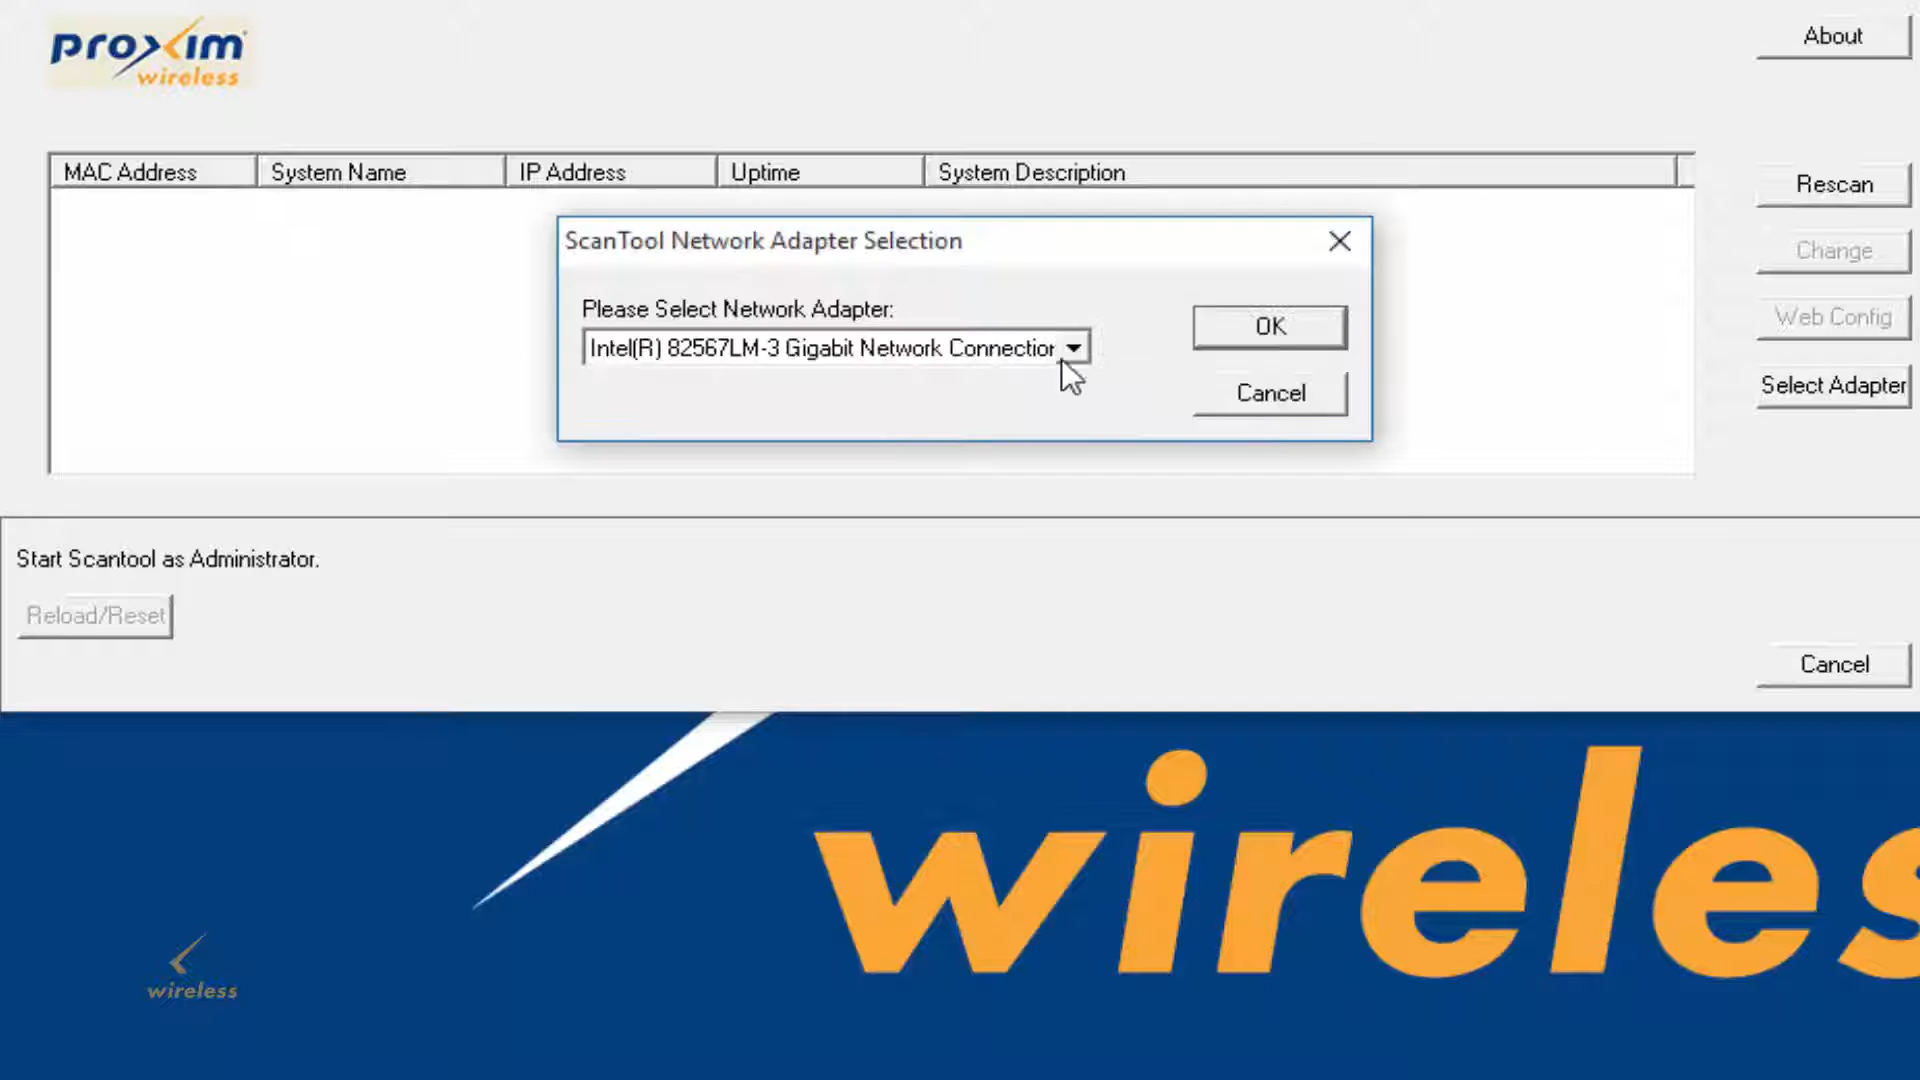 proxim
wireless
About
MAC Address System Name IP Address Uptime System Description
Rescan
ScanTool Network Adapter Selection
Change
Please Select Network Adapter:
OK
Web Config
Intel(R) 82567LM-3 Gigabit Network Connection
Cancel
Select Adapter
Start Scantool as Administrator.
Reload/Reset
Cancel
wireles
wireless